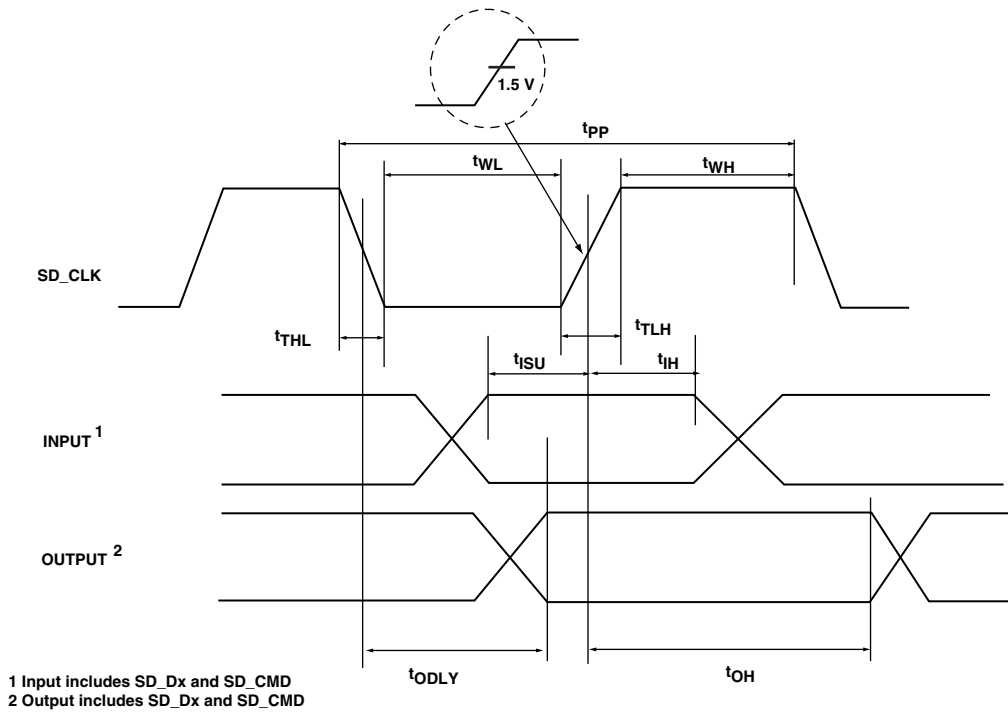 1.5 V
tPP
tWL
tWH
SD_CLK
tTHL
tTLH
tISU
tIH
INPUT 1
OUTPUT 2
tODLY
tOH
1 Input includes SD_Dx and SD_CMD
2 Output includes SD_Dx and SD_CMD